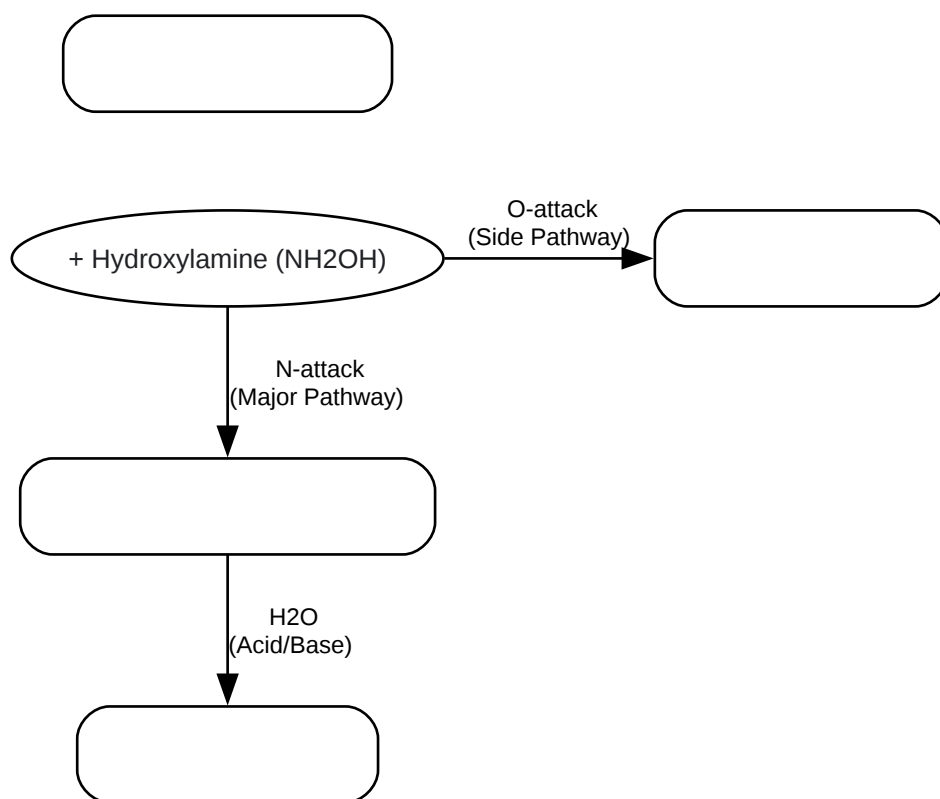 O-attack
(Side Pathway)
+ Hydroxylamine (NH2OH)
N-attack
(Major Pathway)
H2O
(Acid/Base)